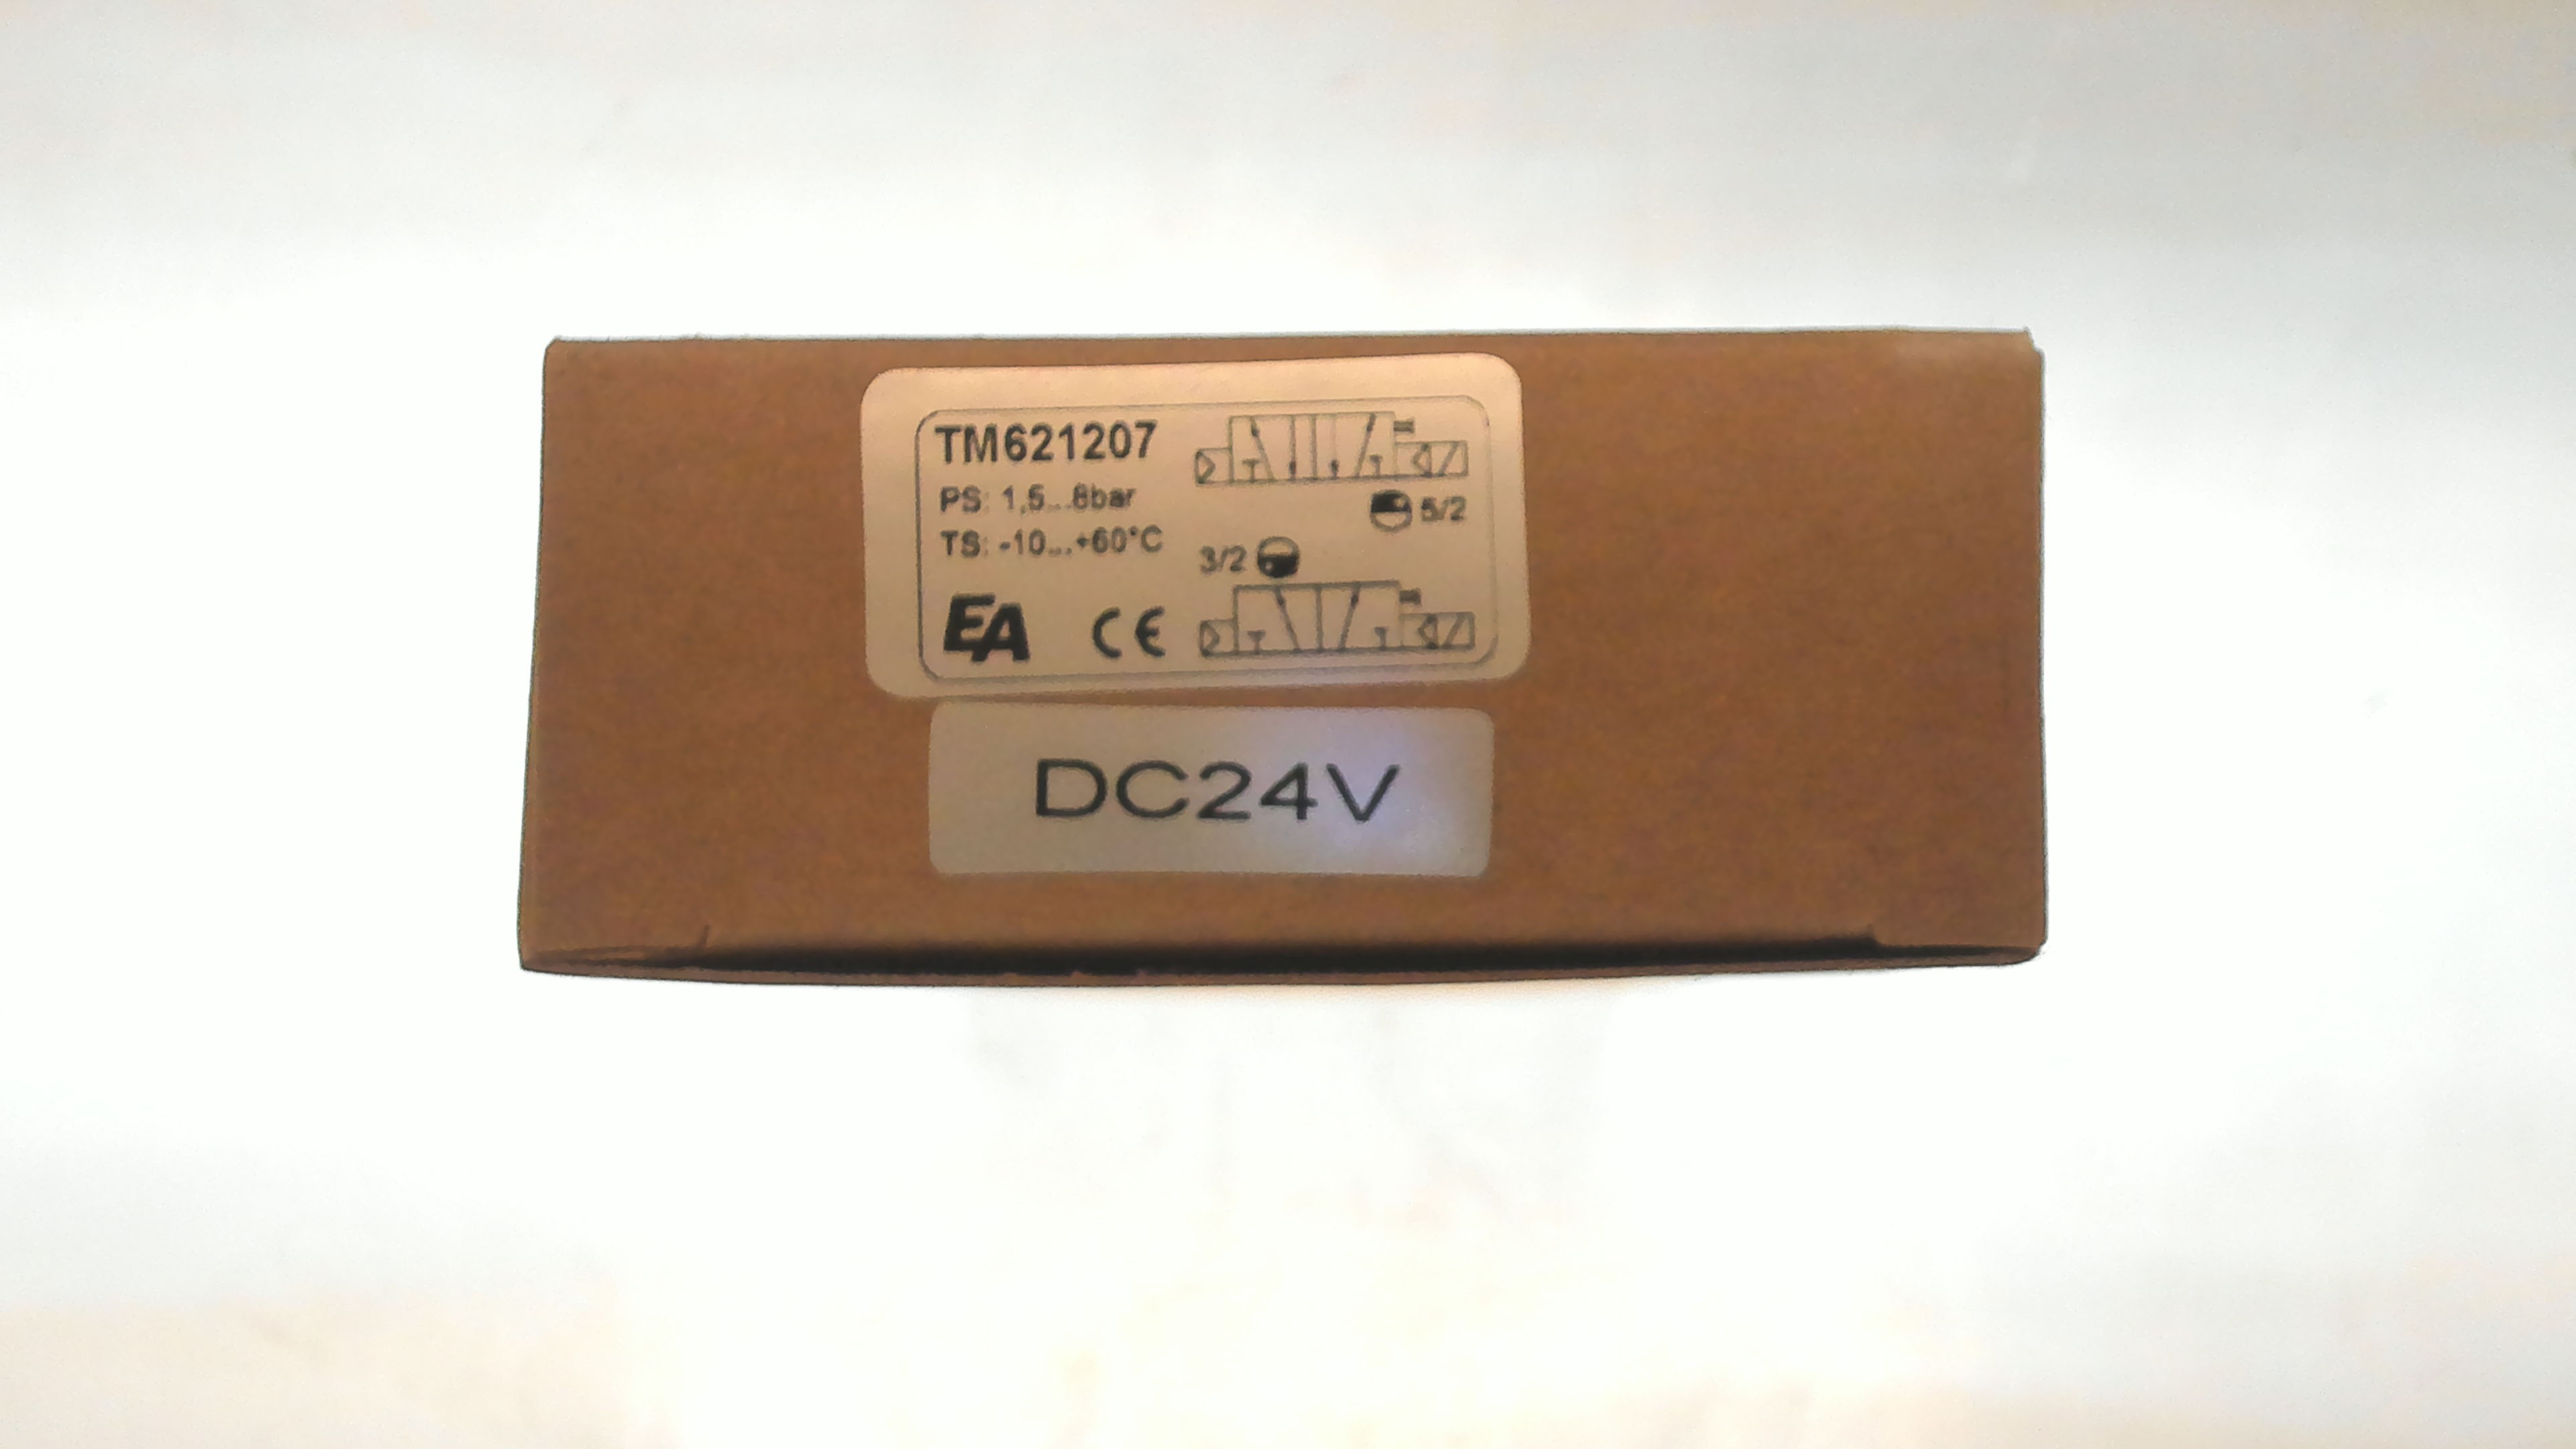 TM621207
PS: 1,5...8bar
TS: -10...+60°C
5/2
3/2
EA CE
DC24V